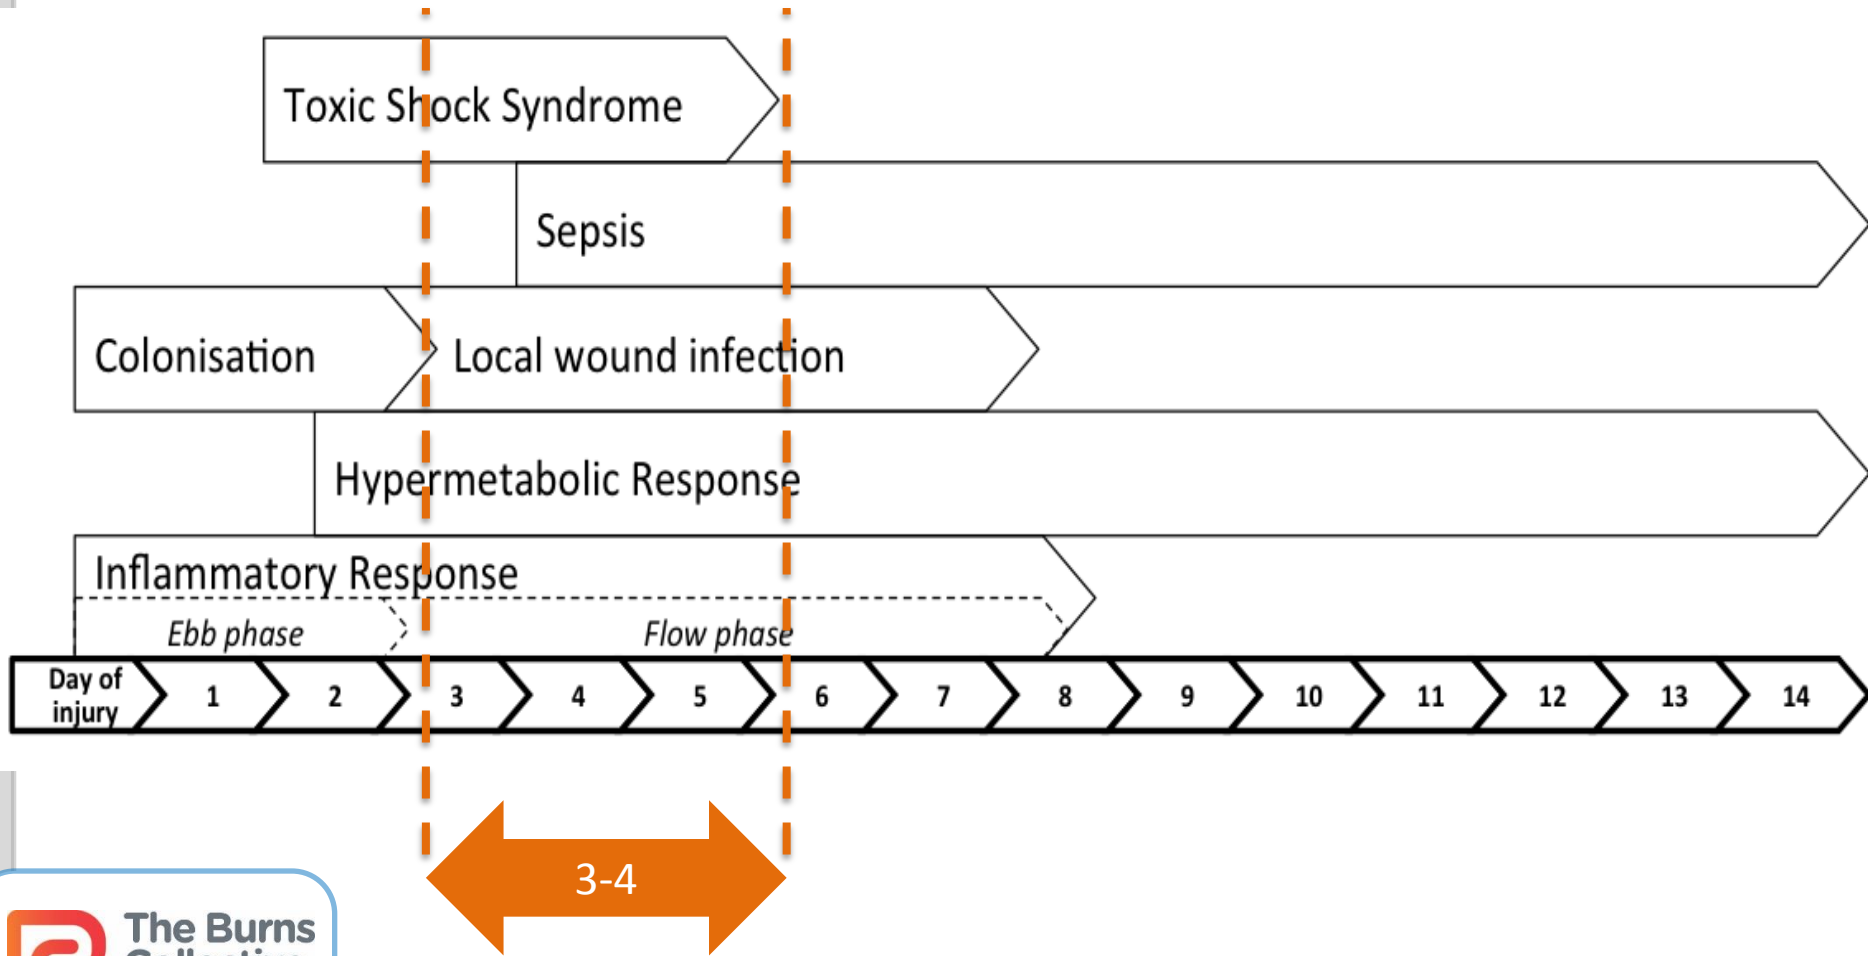 Toxic Shock Syndrome
Sepsis
Colonisation
Local wound infection
Hypermetabolic Response
Inflammatory Response
Ebb phase
Flow phase
Day of
injury
1 2 3 4 5 6 7 8 9 10 11 12 13 14
3-4
The Burns
Collective